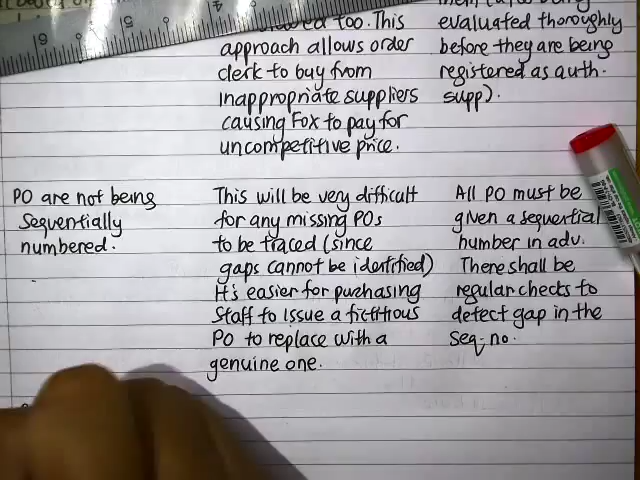 too. This
approach allows order
clerk to buy from
inappropriate suppliers
causing Fox to pay for
uncompetitive price.
evaluated thoroughly
before they are being
registered as auth.
supp).
PO are not being
sequentially
numbered.
This will be very difficult
for any missing POs
to be traced (since
gaps cannot be identified)
It's easier for purchasing
staff to issue a fictitious
PO to replace with a
genuine one.
All PO must be
given a sequential
number in adv.
There shall be
regular checks to
detect gap in the
seq. no.